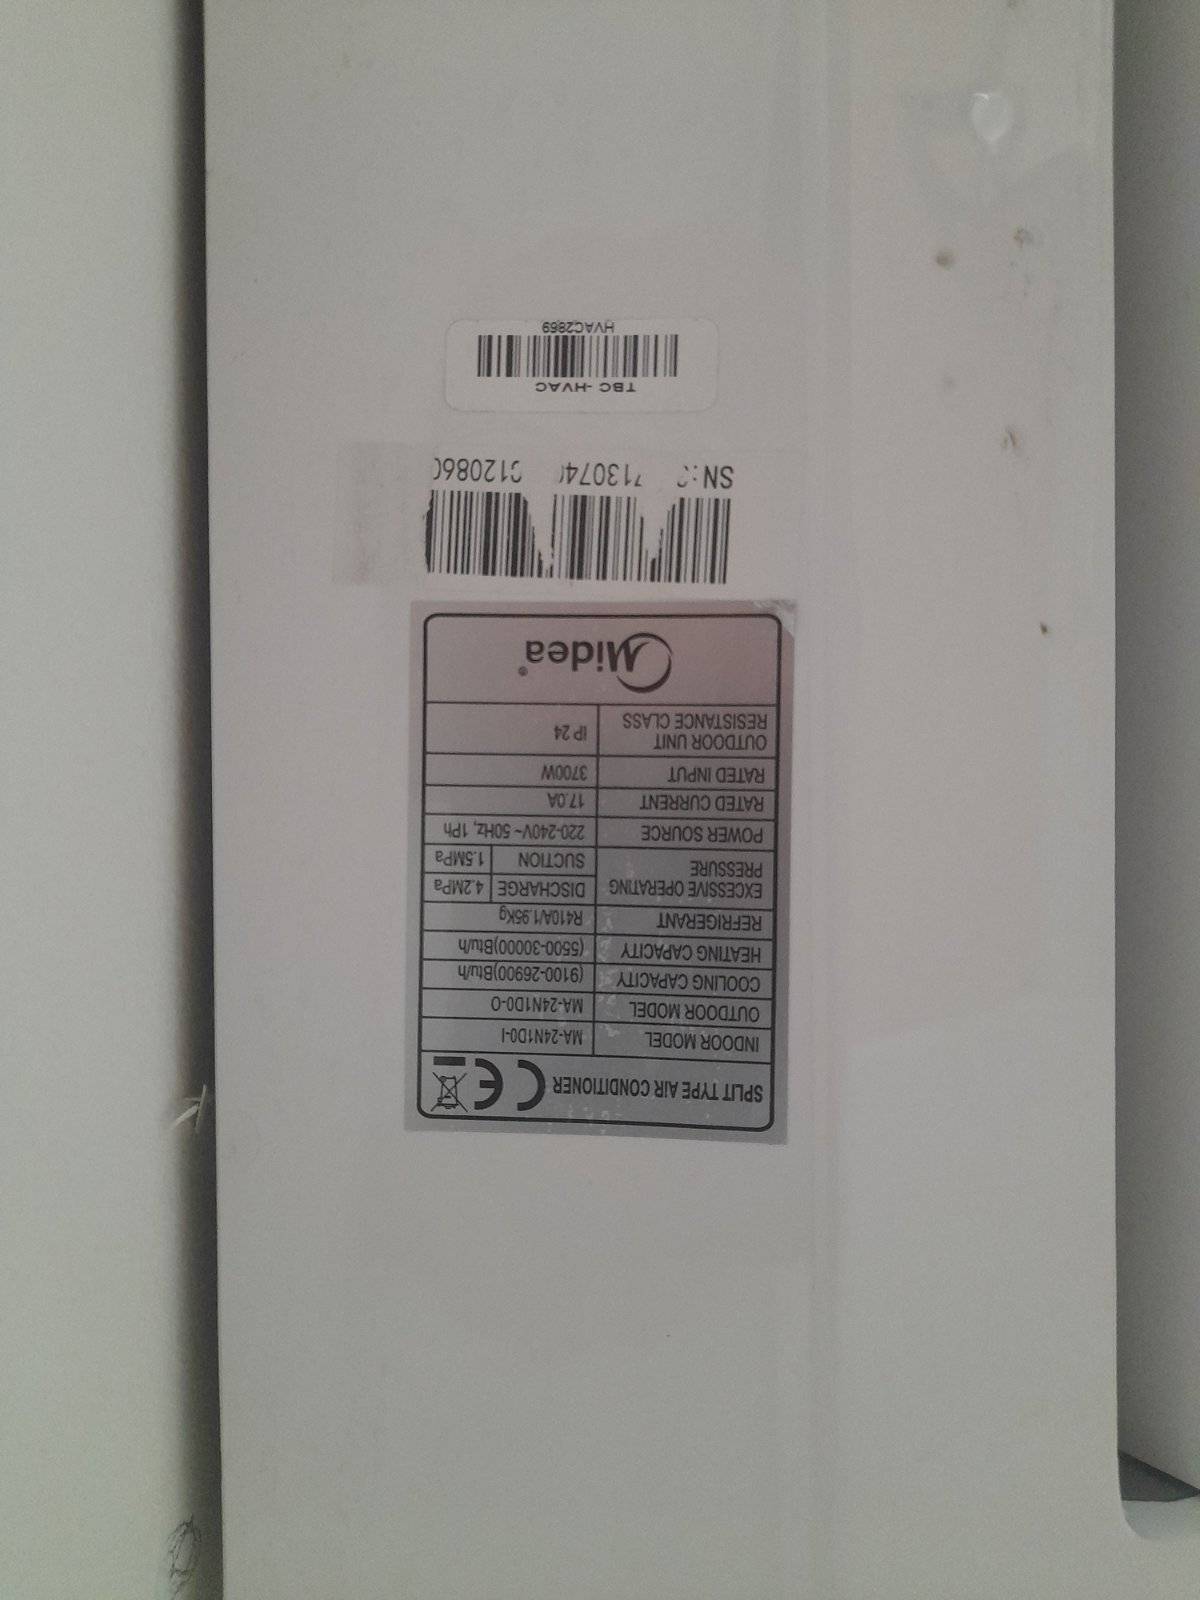 SPLIT TYPE AIR CONDITIONER CE
INDOOR MODEL MA-24N1D0-I
OUTDOOR MODEL MA-24N1D0-O
COOLING CAPACITY (9100-26900)Btu/h
HEATING CAPACITY (5500-30000)Btu/h
REFRIGERANT R410A/1.95Kg
EXCESSIVE OPERATING PRESSURE DISCHARGE 4.2MPa
SUCTION 1.5MPa
POWER SOURCE 220-240V~ 50Hz, 1Ph
RATED CURRENT 17.0A
RATED INPUT 3700W
OUTDOOR UNIT
RESISTANCE CLASS IP 24
Midea®
SN:
TBC -HVAC
HVAC2869